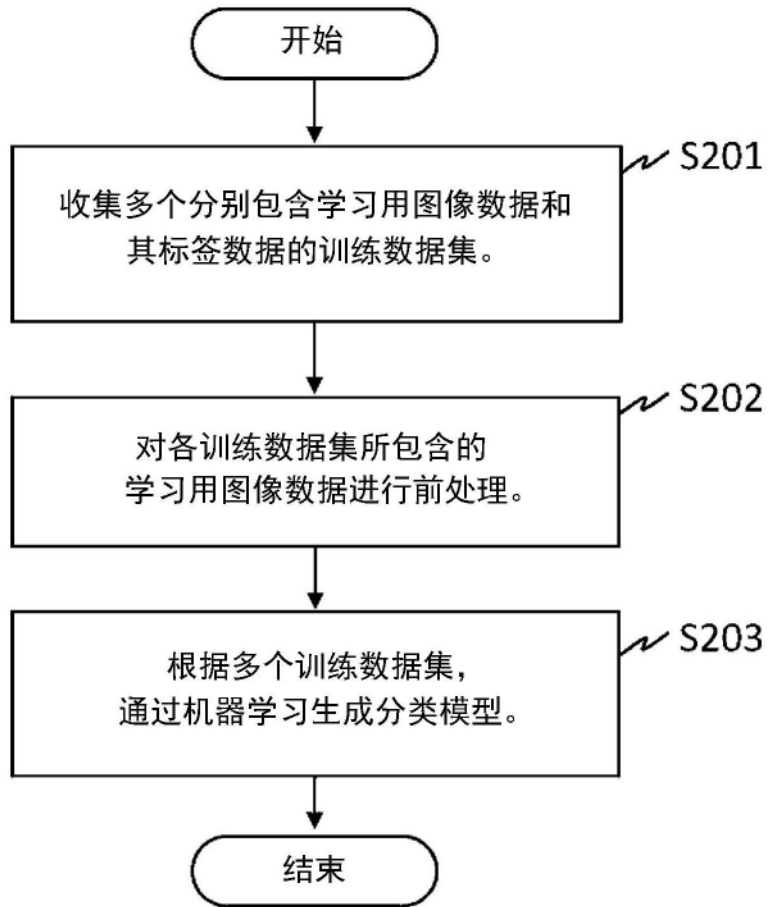 开始
S201
收集多个分别包含学习用图像数据和
其标签数据的训练数据集。
S202
对各训练数据集所包含的
学习用图像数据进行前处理。
S203
根据多个训练数据集，
通过机器学习生成分类模型。
结束